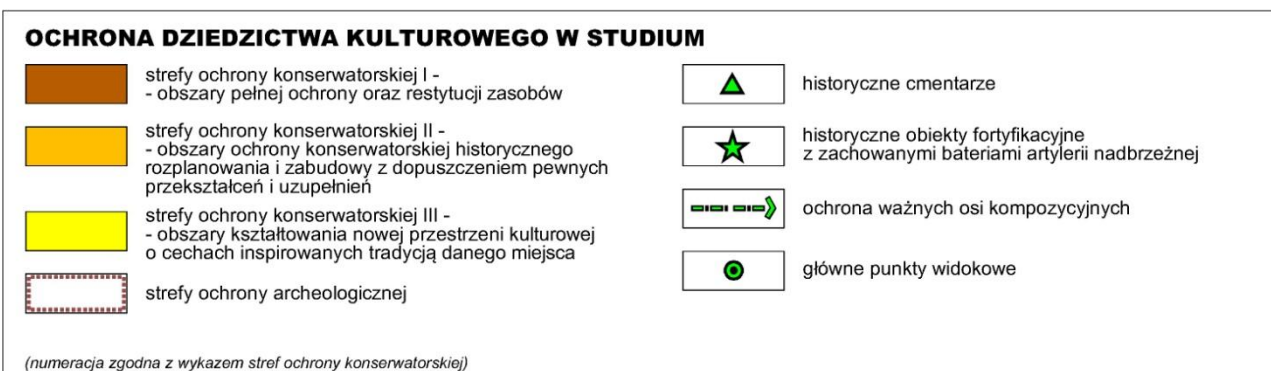 OCHRONA DZIEDZICTWA KULTUROWEGO W STUDIUM
strefy ochrony konserwatorskiej I -
- obszary pełnej ochrony oraz restytucji zasobów
strefy ochrony konserwatorskiej II -
- obszary ochrony konserwatorskiej historycznego
rozplanowania i zabudowy z dopuszczeniem pewnych
przekształceń i uzupełnień
strefy ochrony konserwatorskiej III -
- obszary kształtowania nowej przestrzeni kulturowej
o cechach inspirowanych tradycją danego miejsca
strefy ochrony archeologicznej
historyczne cmentarze
historyczne obiekty fortyfikacyjne
z zachowanymi bateriami artylerii nadbrzeżnej
ochrona ważnych osi kompozycyjnych
główne punkty widokowe
(numeracja zgodna z wykazem stref ochrony konserwatorskiej)